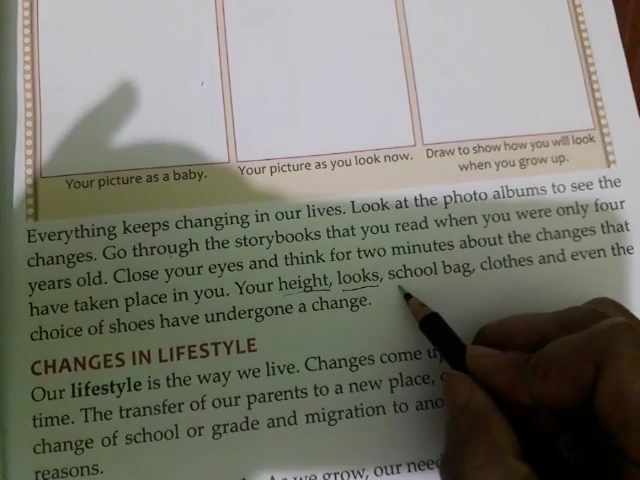 Your picture as a baby.
Your picture as you look now.
Draw to show how you will look
when you grow up.
Everything keeps changing in our lives. Look at the photo albums to see the
changes. Go through the storybooks that you read when you were only four
years old. Close your eyes and think for two minutes about the changes that
have taken place in you. Your height, looks, school bag, clothes and even the
choice of shoes have undergone a change.
CHANGES IN LIFESTYLE
Our lifestyle is the way we live. Changes come
time. The transfer of our parents to a new place,
change of school or grade and migration to
reasons.
As we grow, our